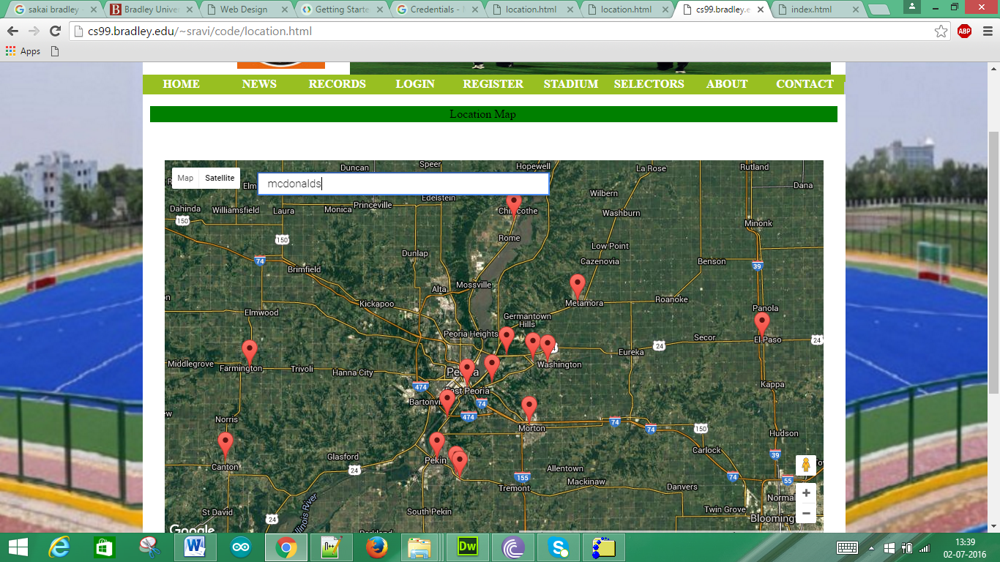 sakai bradley
Bradley Unive
Web Design
Getting Starte
Credentials -
location.html
location.html
cs99.bradley.e
index.html
cs99.bradley.edu/~sravi/code/location.html
ABP
Apps
HOME NEWS RECORDS LOGIN REGISTER STADIUM SELECTORS ABOUT CONTACT
Location Map
Map Satellite
mcdonalds
Elm
Duncan
Speer
Hopewell
La Rose
Rutland
Dana
Wilbern
Edelstein
Dahinda
Williamsfield
Laura
Monica
Princeville
Chillicothe
Washburn
150
Minonk
150
Rome
Low Point
Dunlap
74
Cazenovia
Benson
39
Brimfield
Mossville
Alta
Metamora
Roanoke
Kickapoo
Panola
Elmwood
Germantown
Hills
Peoria Heights
Secor
El Paso
24
24
Eureka
Middlegrove
Farmington
Trivoli
Hanna City
Washington
Peoria
474
East Peoria
Kappa
Bartonvi
74
474
Norris
Morton
74
74
150
Hudson
Carlock
39
Canton
Glasford
24
Pekin
Allentown
155
Mackinaw
74
55
Tremont
Danvers
Normal
St David
South Pekin
Twin Grove
24
Illinois River
Blooming
Google
+
−
W
n++
Dw
13:39
02-07-2016